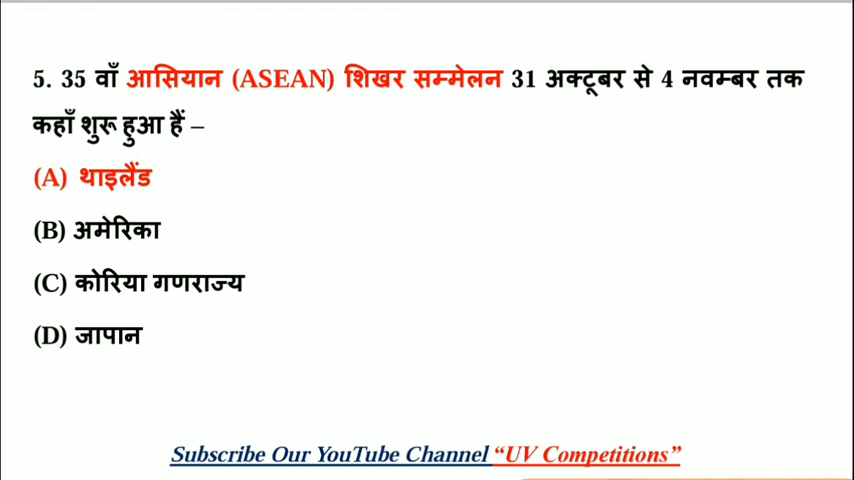 5. 35 वाँ आसियान (ASEAN) शिखर सम्मेलन 31 अक्टूबर से 4 नवम्बर तक
कहाँ शुरू हुआ हैं –
(A) थाइलैंड
(B) अमेरिका
(C) कोरिया गणराज्य
(D) जापान
Subscribe Our YouTube Channel “UV Competitions”